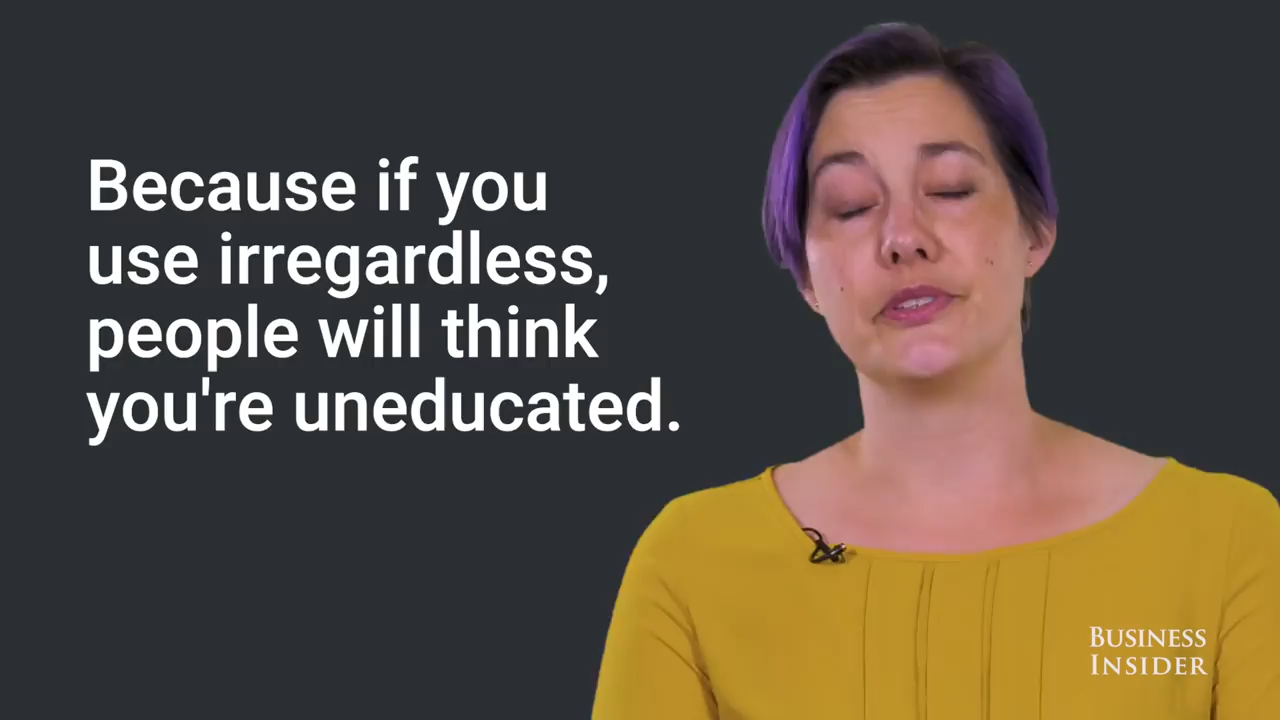 Because if you
use irregardless,
people will think
you're uneducated.
BUSINESS
INSIDER